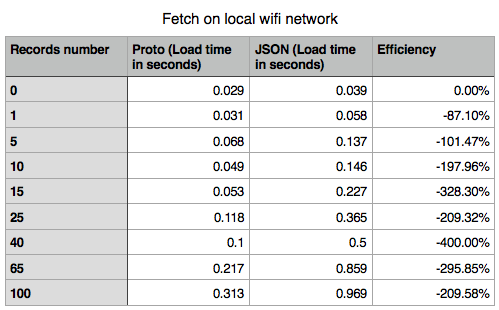 Fetch on local wifi network
Records number Proto (Load time in seconds) JSON (Load time in seconds) Efficiency
0 0.029 0.039 0.00%
1 0.031 0.058 -87.10%
5 0.068 0.137 -101.47%
10 0.049 0.146 -197.96%
15 0.053 0.227 -328.30%
25 0.118 0.365 -209.32%
40 0.1 0.5 -400.00%
65 0.217 0.859 -295.85%
100 0.313 0.969 -209.58%